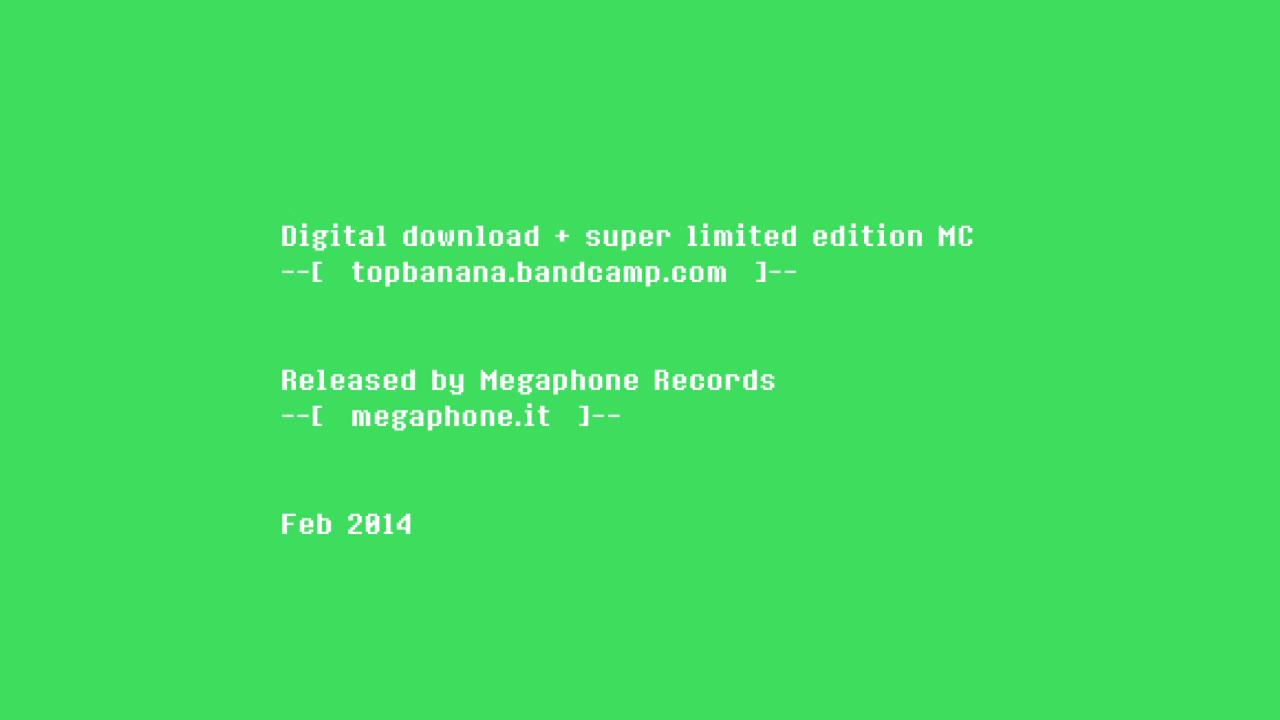 Digital download + super limited edition MC
--[ topbanana.bandcamp.com ]--
Released by Megaphone Records
--[ megaphone.it ]--
Feb 2014